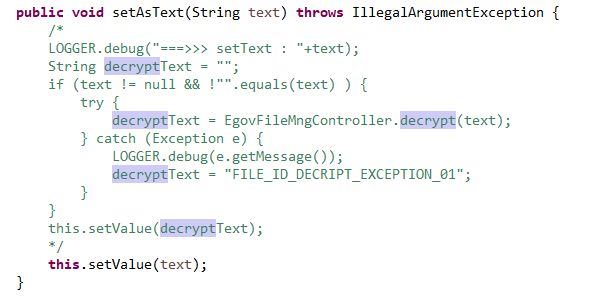 public void setAsText(String text) throws IllegalArgumentException {
/*
LOGGER.debug("===>>> setText : "+text);
String decryptText = "";
if (text != null && !"".equals(text) ) {
try {
decryptText = EgovFileMngController.decrypt(text);
} catch (Exception e) {
LOGGER.debug(e.getMessage());
decryptText = "FILE_ID_DECRIPT_EXCEPTION_01";
}
}
this.setValue(decryptText);
*/
this.setValue(text);
}